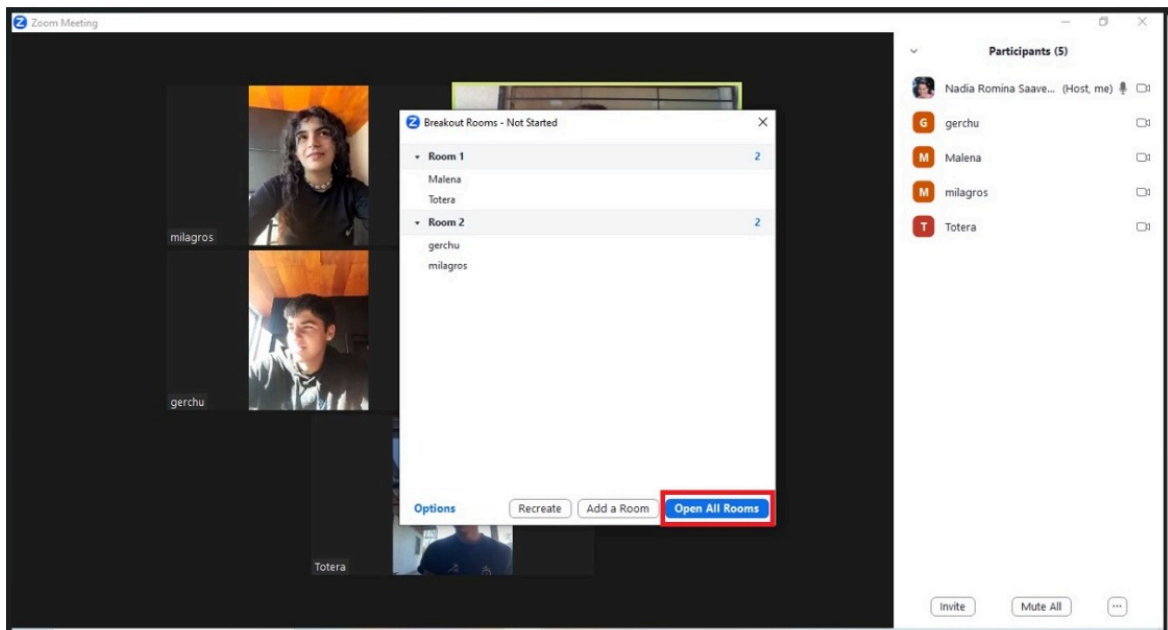 Zoom Meeting
milagros
gerchu
Totera
Breakout Rooms - Not Started
Room 1 2
Malena
Totera
Room 2 2
gerchu
milagros
Options Recreate Add a Room Open All Rooms
Participants (5)
Nadia Romina Saave... (Host, me)
G gerchu
M Malena
M milagros
T Totera
Invite Mute All ...